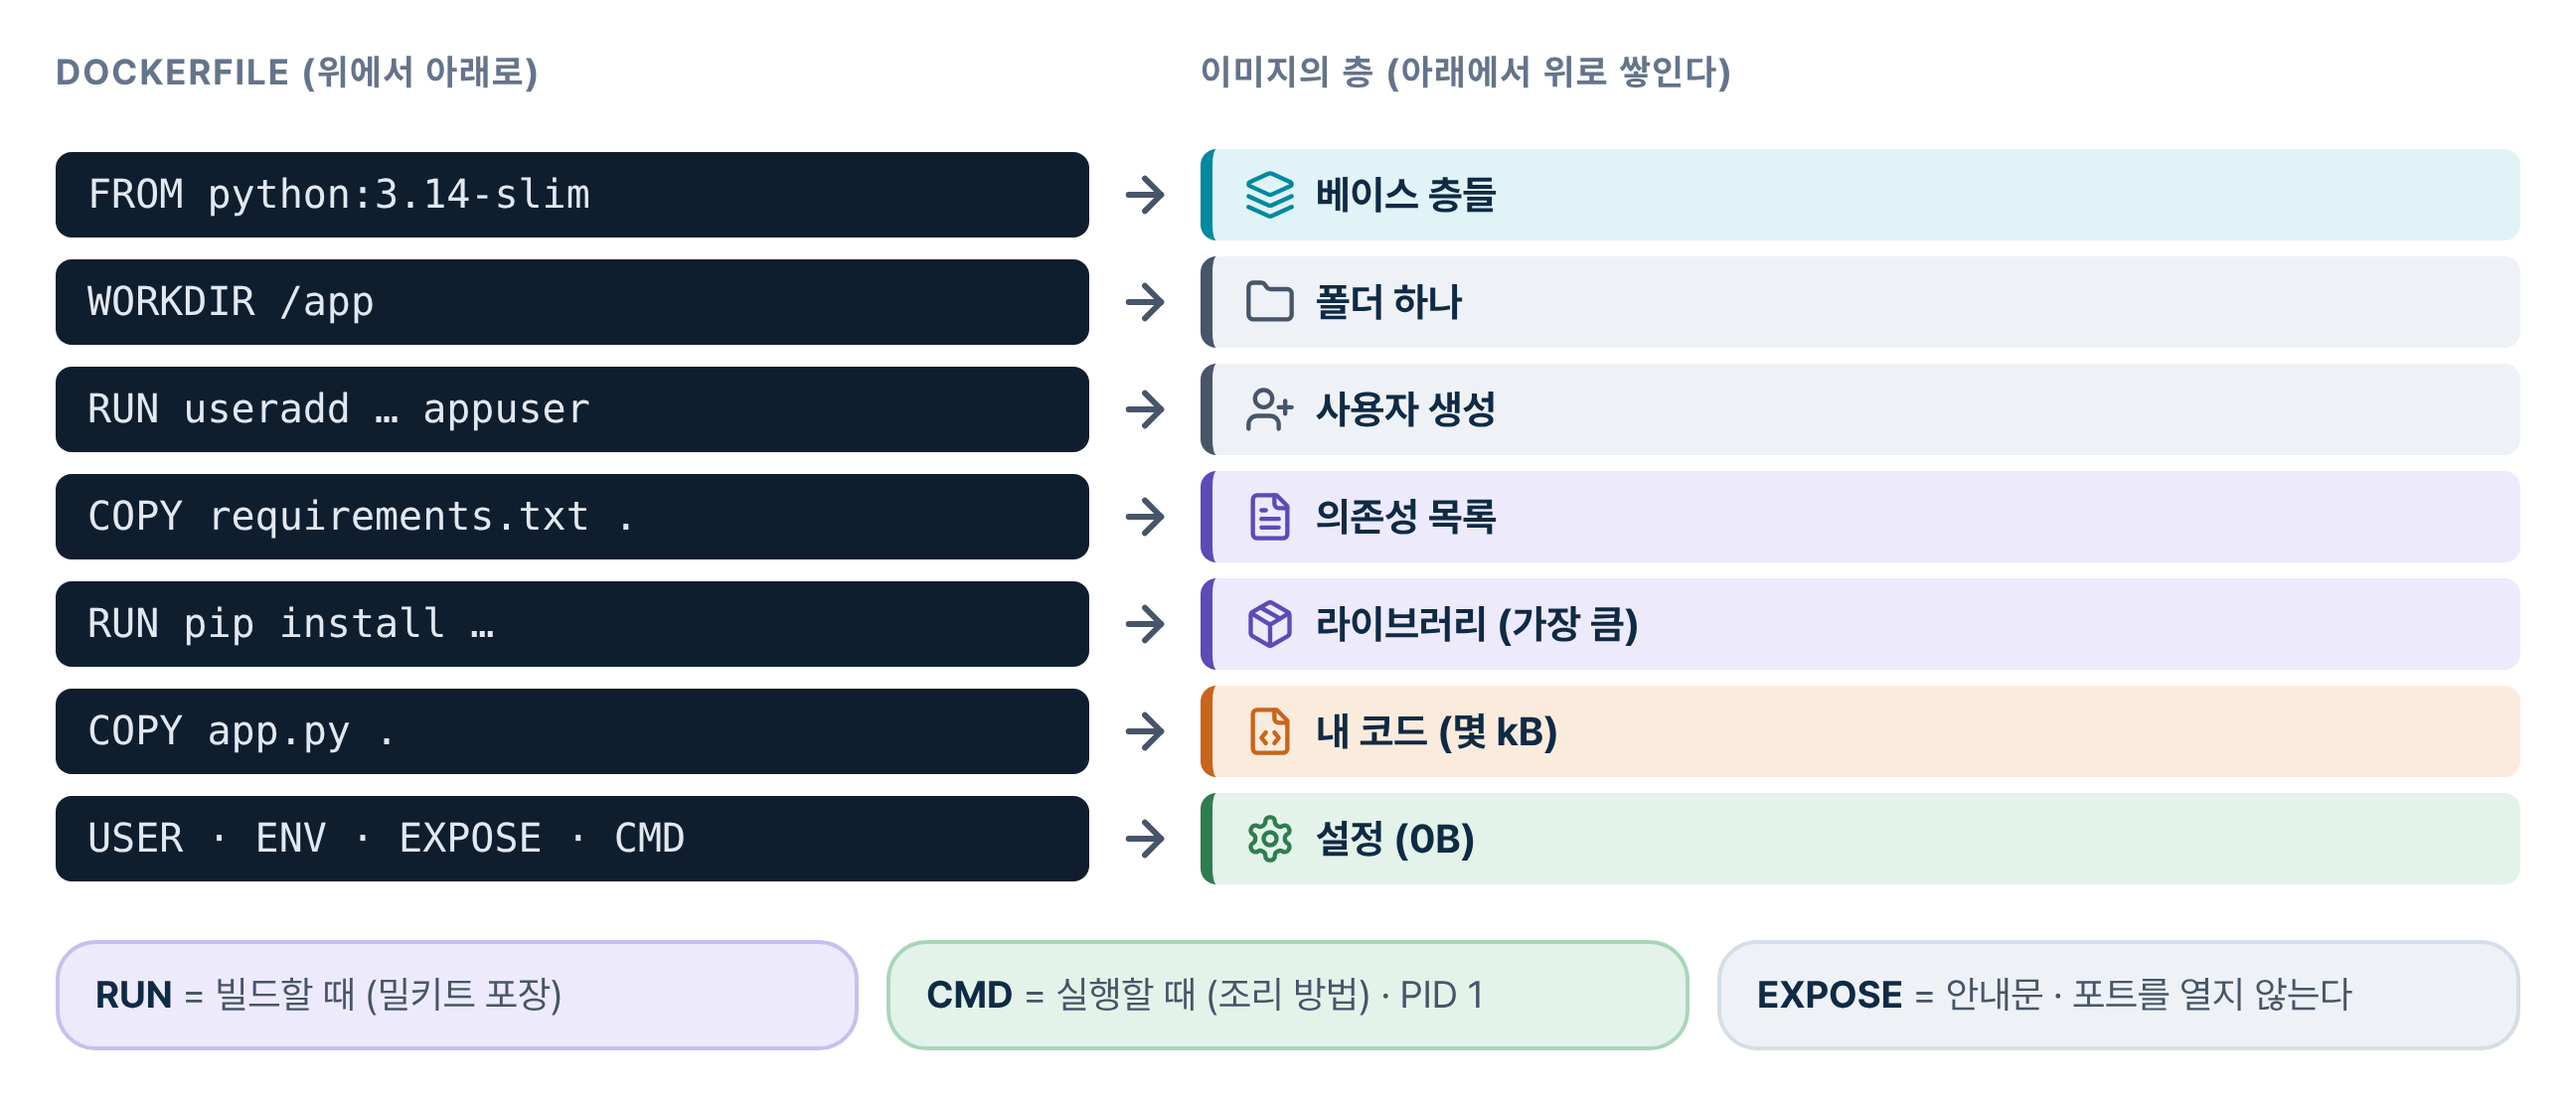 DOCKERFILE (위에서 아래로)
이미지의 층 (아래에서 위로 쌓인다)
FROM python:3.14-slim
베이스 층들
WORKDIR /app
폴더 하나
RUN useradd … appuser
사용자 생성
COPY requirements.txt .
의존성 목록
RUN pip install …
라이브러리 (가장 큼)
COPY app.py .
내 코드 (몇 kB)
USER · ENV · EXPOSE · CMD
설정 (0B)
RUN = 빌드할 때 (밀키트 포장)
CMD = 실행할 때 (조리 방법) · PID 1
EXPOSE = 안내문 · 포트를 열지 않는다